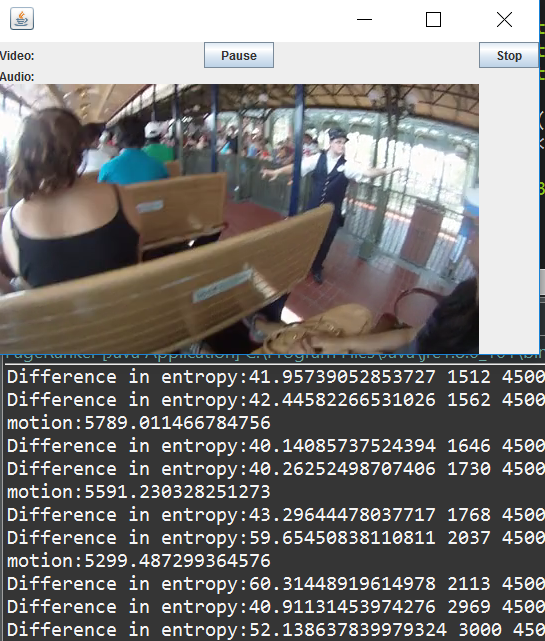 Video:
Pause
Stop
Audio:
Difference in entropy:41.95739052853727 1512 4500
Difference in entropy:42.44582266531026 1562 4500
motion:5789.011466784756
Difference in entropy:40.14085737524394 1646 4500
Difference in entropy:40.26252498707406 1730 4500
motion:5591.230328251273
Difference in entropy:43.29644478037717 1768 4500
Difference in entropy:59.65450838110811 2037 4500
motion:5299.487299364576
Difference in entropy:60.31448919614978 2113 4500
Difference in entropy:40.91131453974276 2969 4500
Difference in entropy:52.138637839979324 3000 450